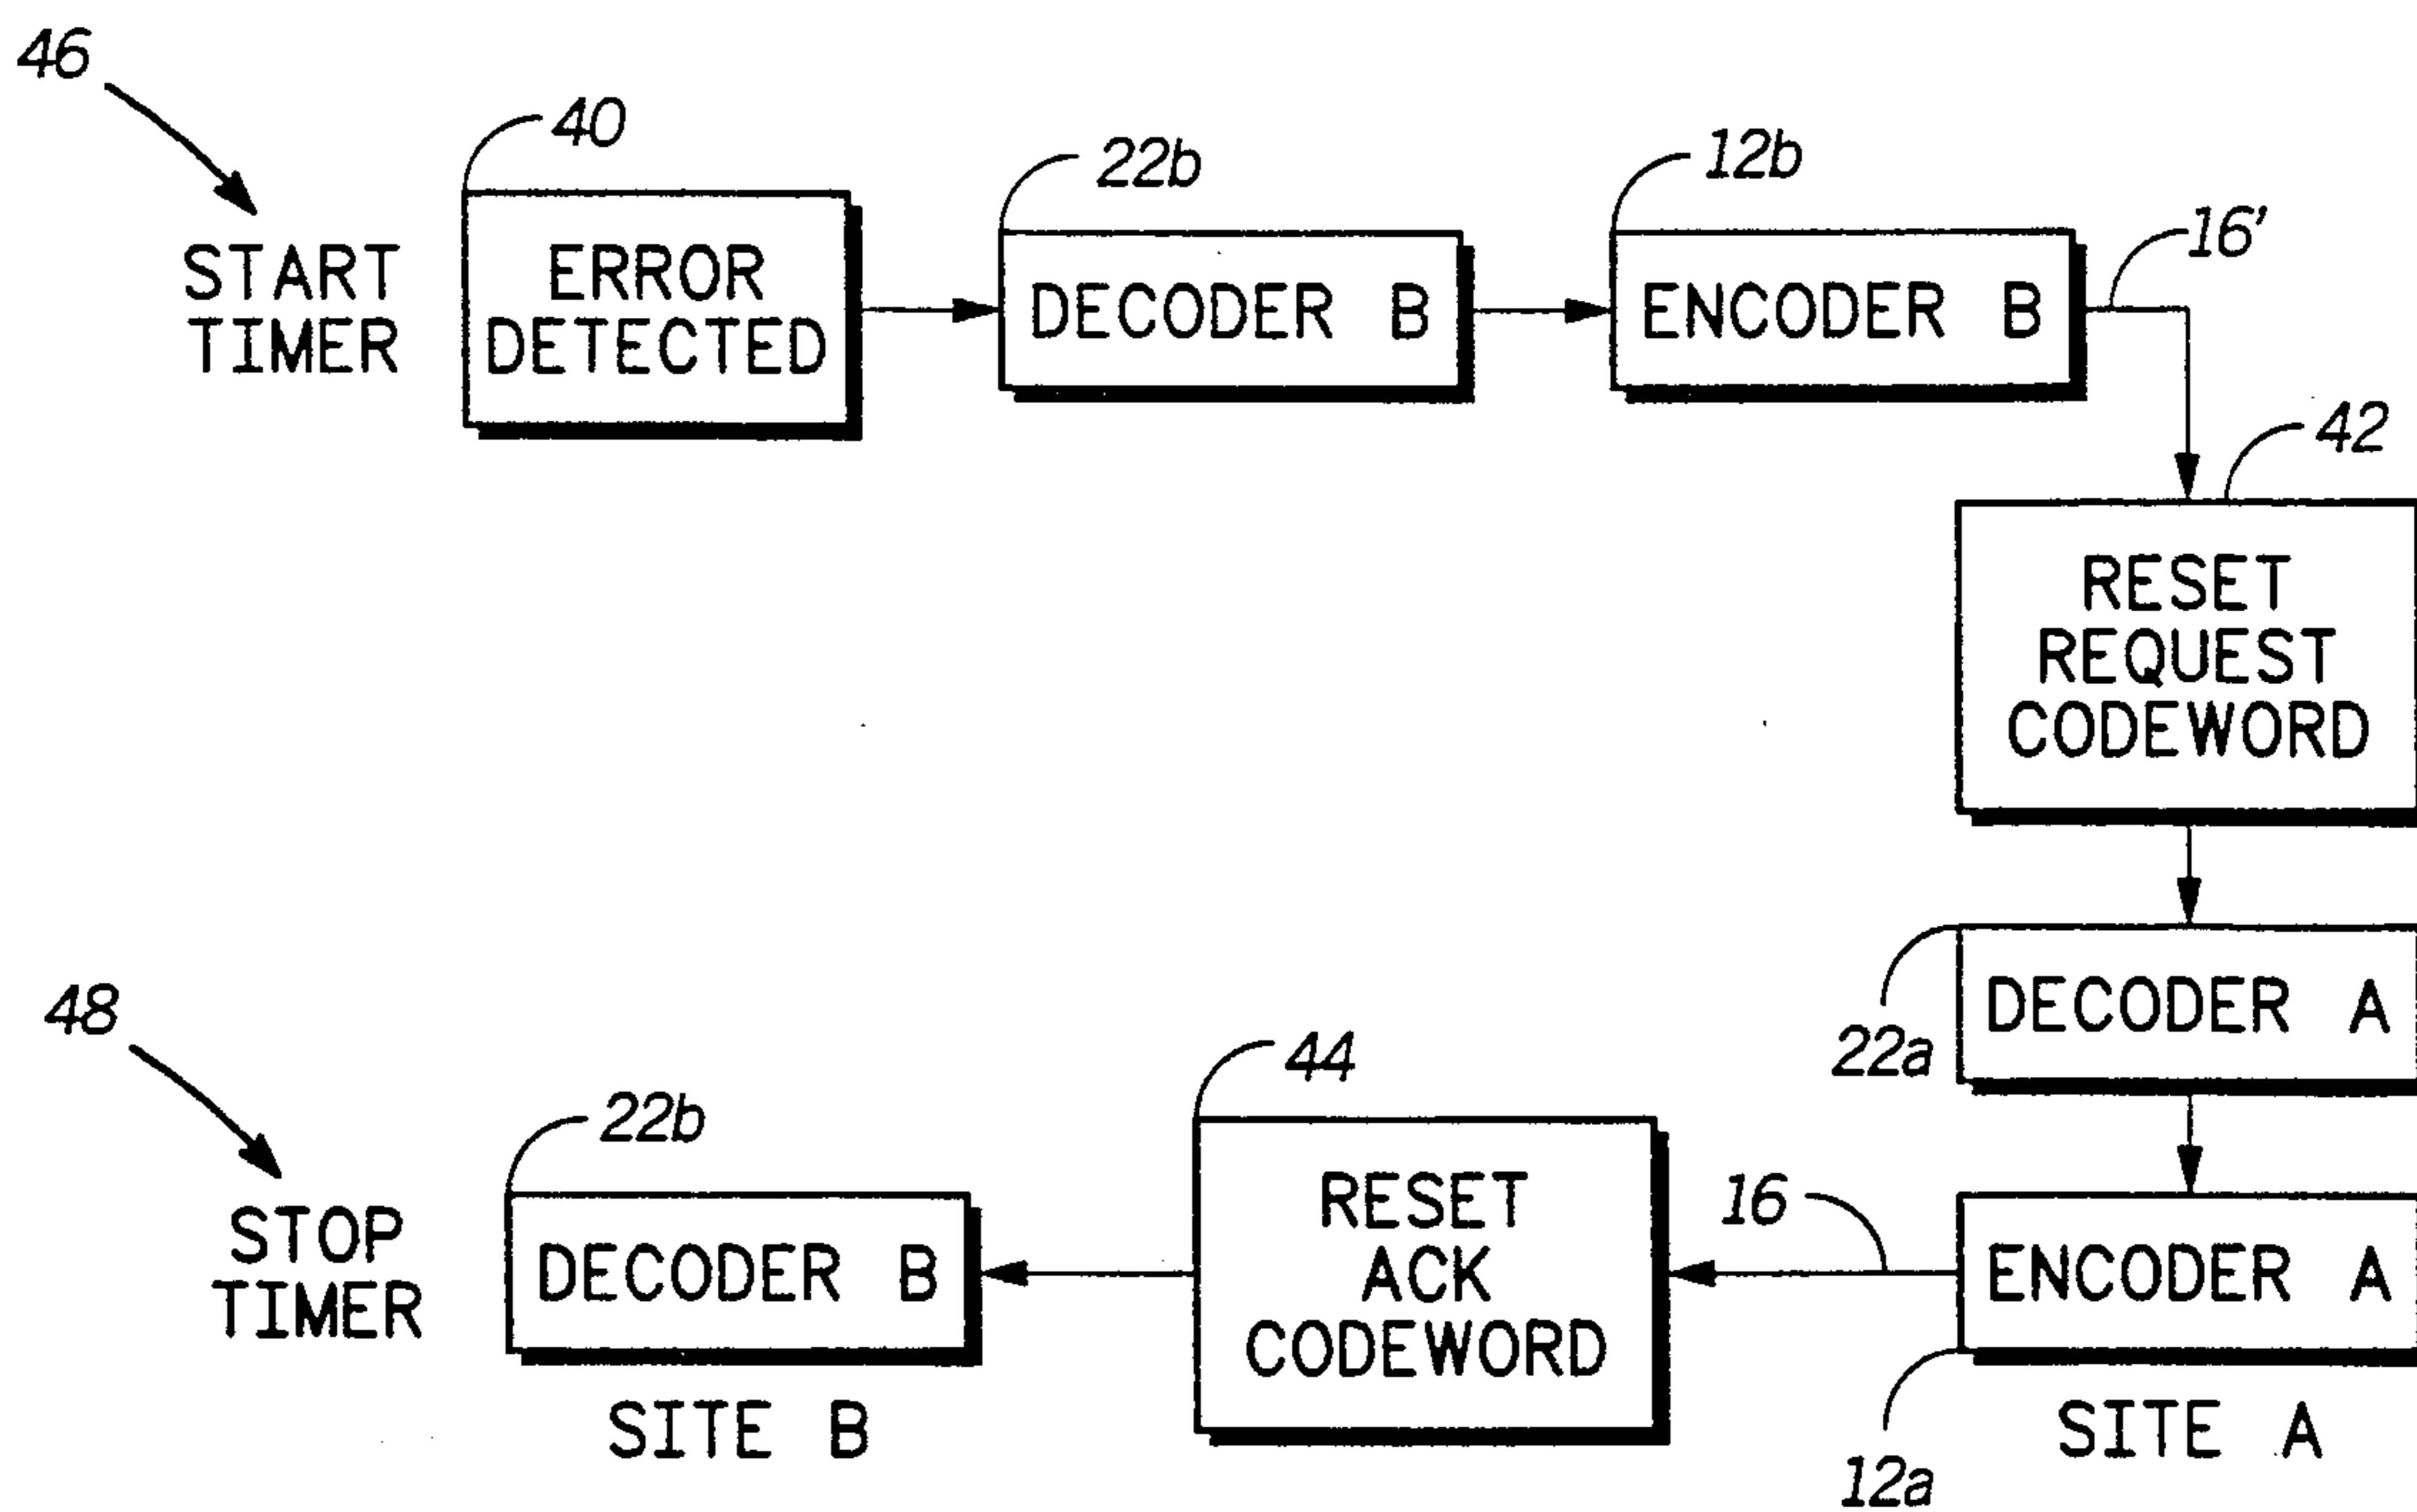 46
40
22b
12b
16'
START
TIMER
ERROR
DETECTED
DECODER B
ENCODER B
42
RESET
REQUEST
CODEWORD
DECODER A
22a
48
44
22b
16
STOP
TIMER
DECODER B
RESET
ACK
CODEWORD
ENCODER A
12a
SITE B
SITE A